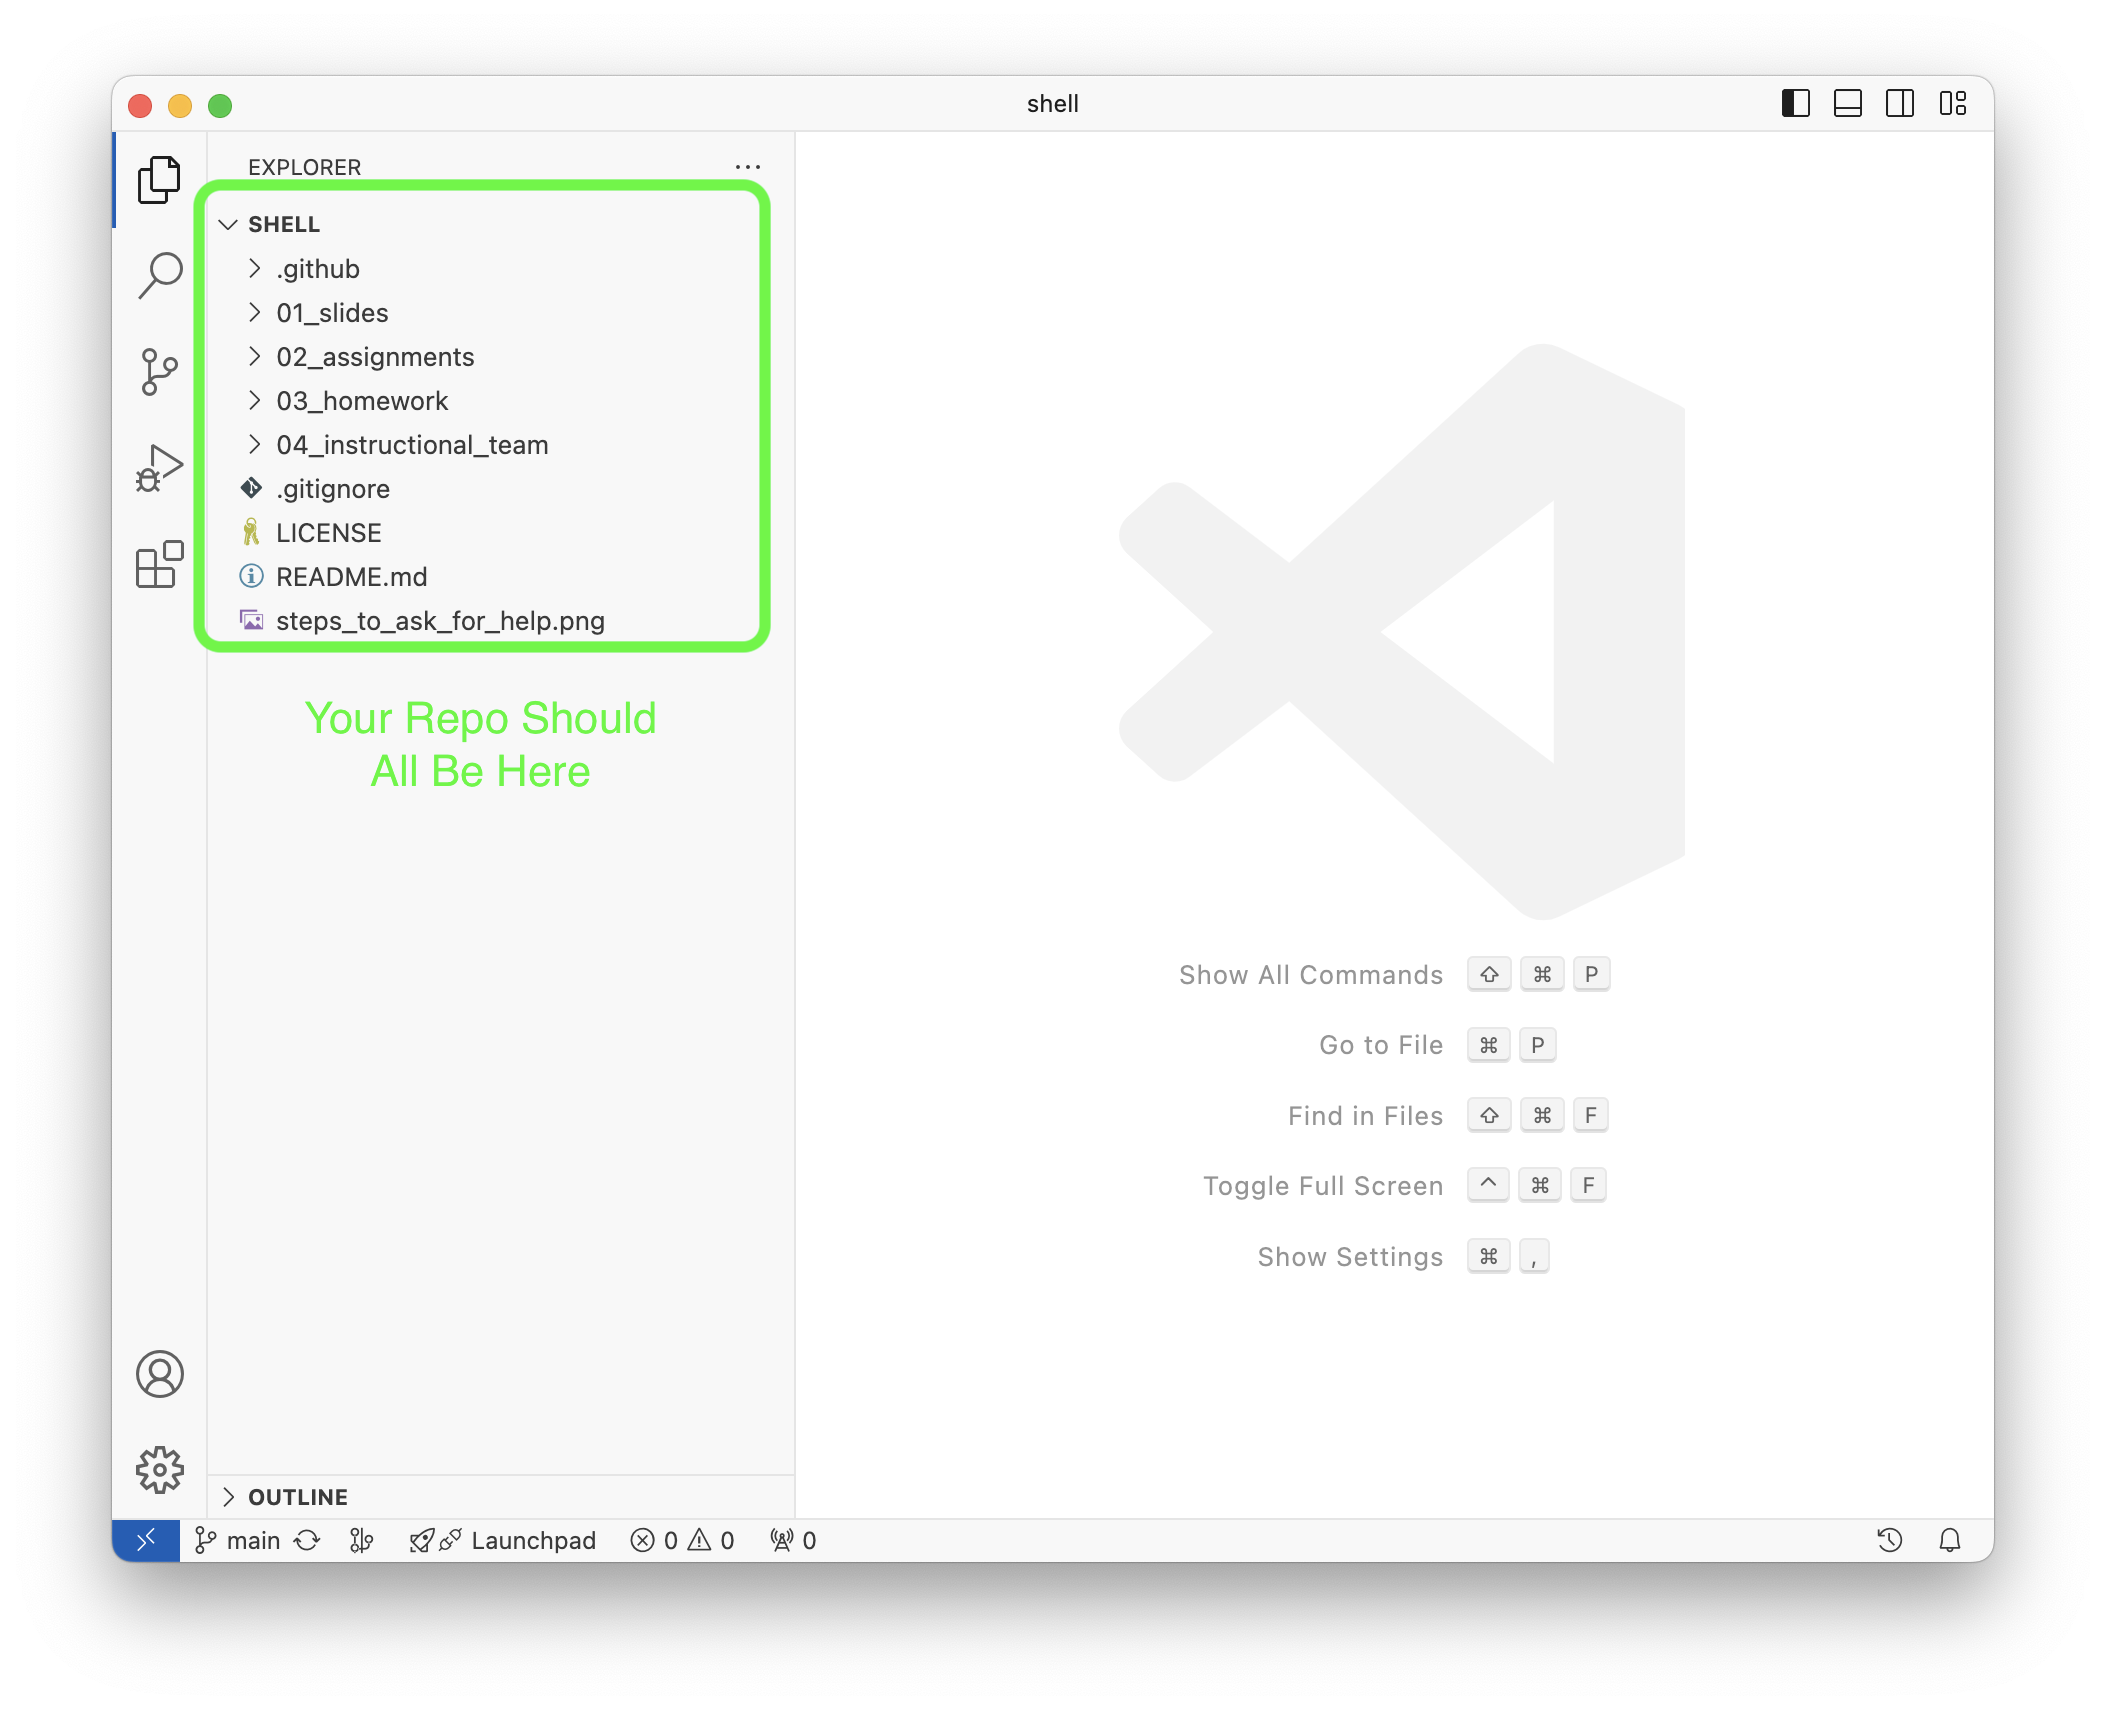 shell
EXPLORER
SHELL
.github
01_slides
02_assignments
03_homework
04_instructional_team
.gitignore
LICENSE
README.md
steps_to_ask_for_help.png
Your Repo Should
All Be Here
Show All Commands ⇧ ⌘ P
Go to File ⌘ P
Find in Files ⇧ ⌘ F
Toggle Full Screen ^ ⌘ F
Show Settings ⌘ ,
OUTLINE
main Launchpad 0 0 0